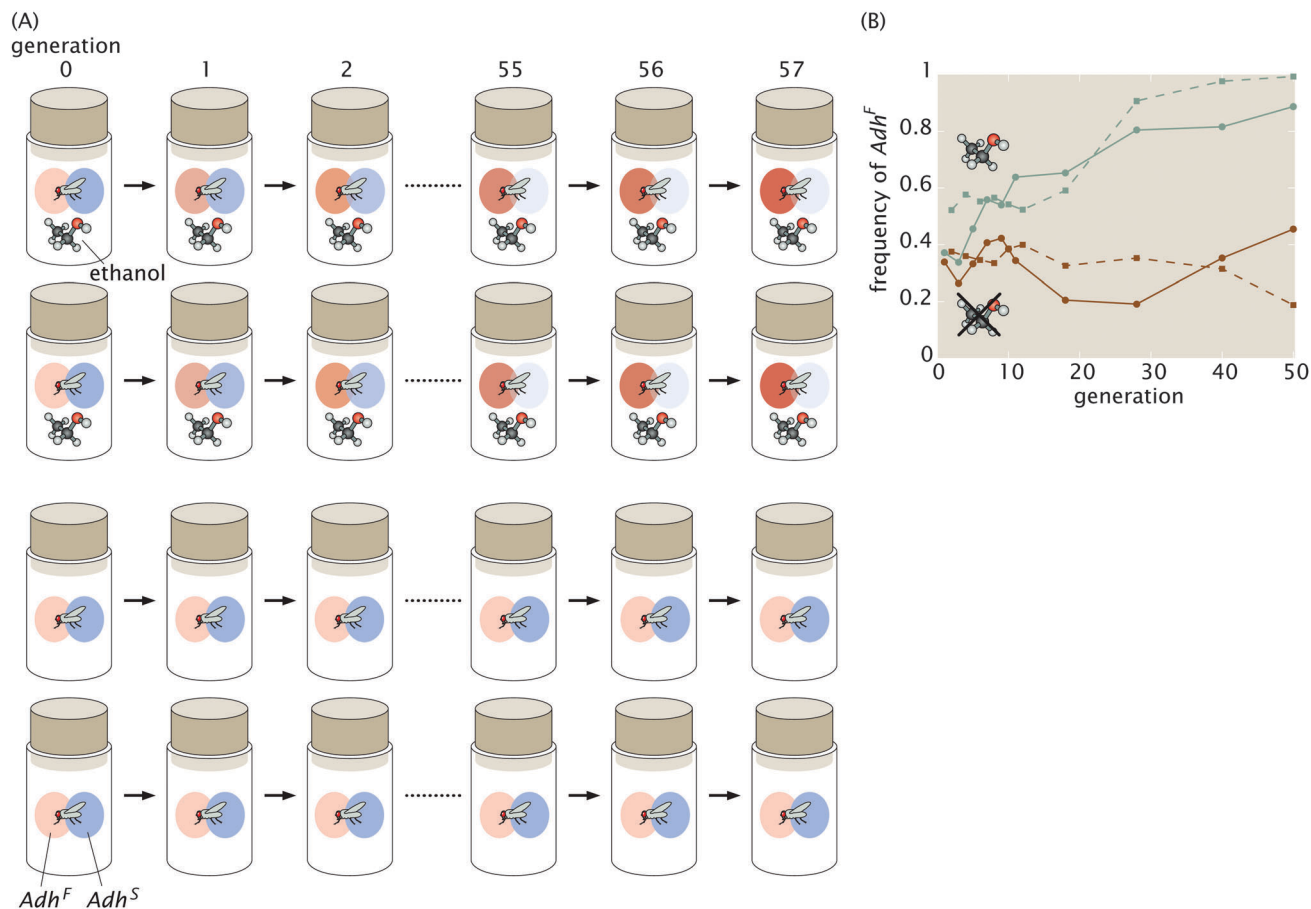 (A)
generation
0 1 2 55 56 57
ethanol
Adh^F Adh^S
(B)
frequency of Adh^F
1
0.8
0.6
0.4
0.2
0
0 10 20 30 40 50
generation